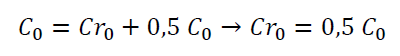 C₀ = Cr₀ + 0,5 C₀ → Cr₀ = 0,5 C₀